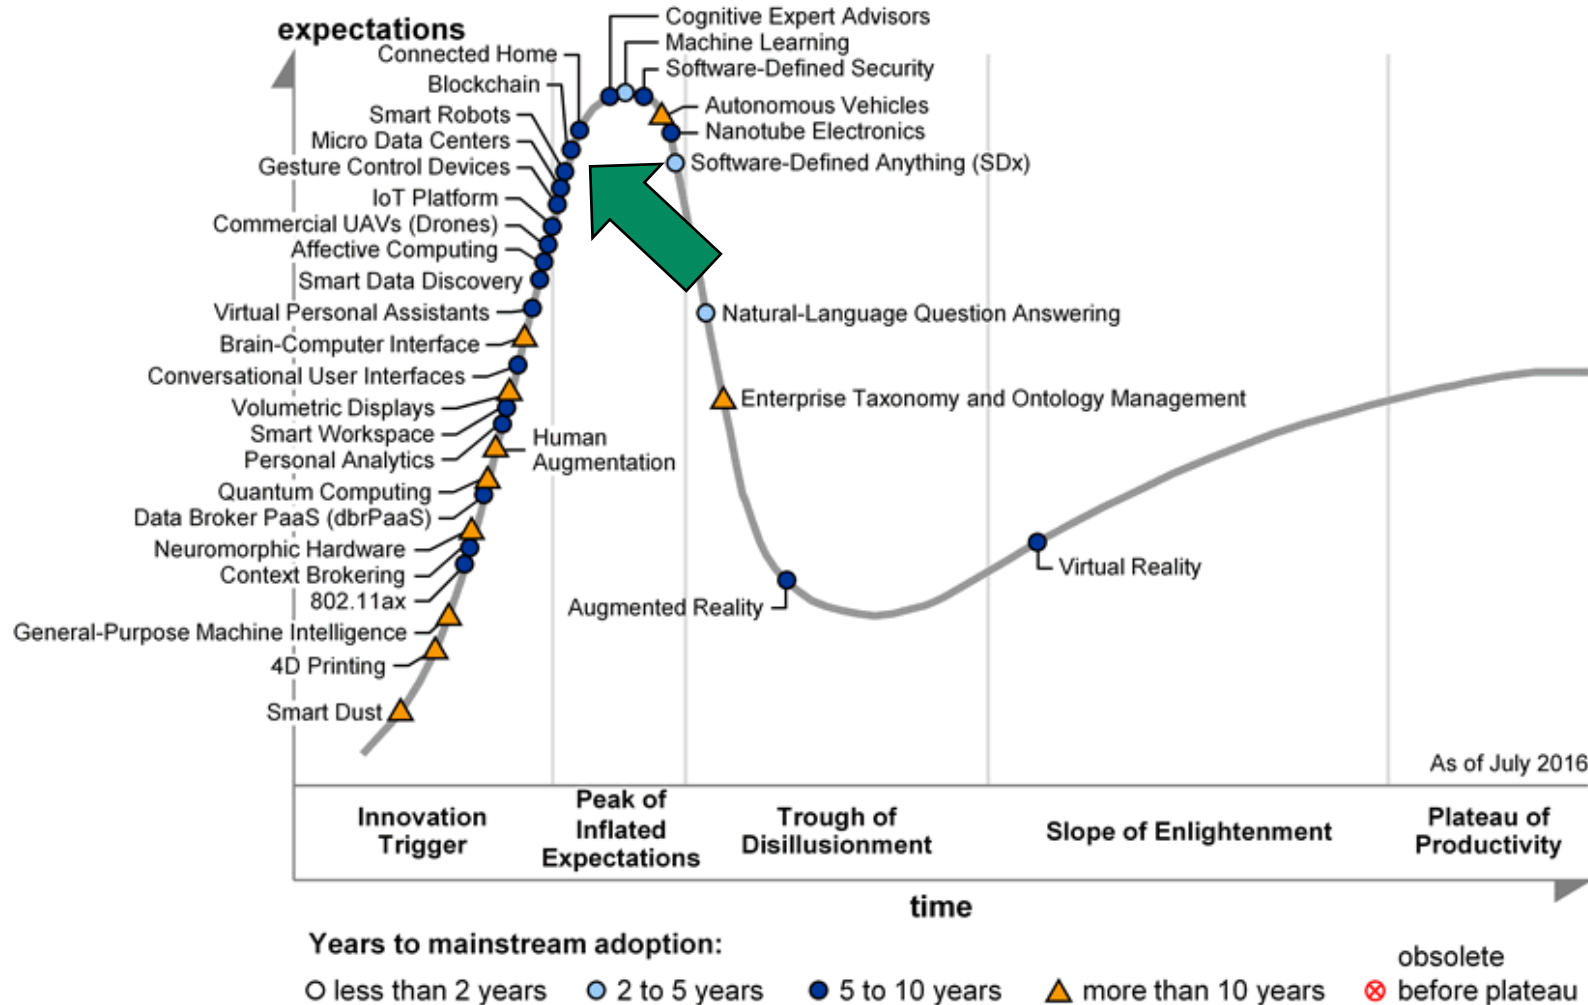 expectations
Connected Home
Blockchain
Smart Robots
Micro Data Centers
Gesture Control Devices
IoT Platform
Commercial UAVs (Drones)
Affective Computing
Smart Data Discovery
Virtual Personal Assistants
Brain-Computer Interface
Conversational User Interfaces
Volumetric Displays
Smart Workspace
Personal Analytics
Quantum Computing
Data Broker PaaS (dbrPaaS)
Neuromorphic Hardware
Context Brokering
802.11ax
General-Purpose Machine Intelligence
4D Printing
Smart Dust
Human
Augmentation
Cognitive Expert Advisors
Machine Learning
Software-Defined Security
Autonomous Vehicles
Nanotube Electronics
Software-Defined Anything (SDx)
Natural-Language Question Answering
Enterprise Taxonomy and Ontology Management
Augmented Reality
Virtual Reality
As of July 2016
Innovation
Trigger
Peak of
Inflated
Expectations
Trough of
Disillusionment
Slope of Enlightenment
Plateau of
Productivity
time
Years to mainstream adoption:
less than 2 years
2 to 5 years
5 to 10 years
more than 10 years
obsolete
before plateau